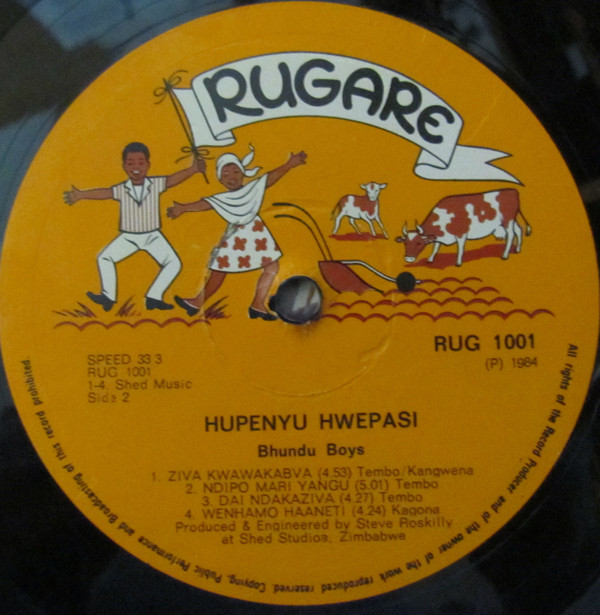 RUGARE
RUG 1001
(P) 1984
SPEED 33 3
RUG 1001
1-4. Shed Music
Side 2
HUPENYU HWEPASI
Bhundu Boys
1. ZIVA KWAWAKABVA (4.53) Tembo/Kangwena
2. NDIPO MARI YANGU (5.01) Tembo
3. DAI NDAKAZIVA (4.27) Tembo
4. WENHAMO HAANETI (4.24) Kagona
Produced & Engineered by Steve Roskilly
at Shed Studios, Zimbabwe
All rights of the Record Producer and of the owner of the work reproduced reserved. Copying, Public Performance and Broadcasting of this record prohibited.